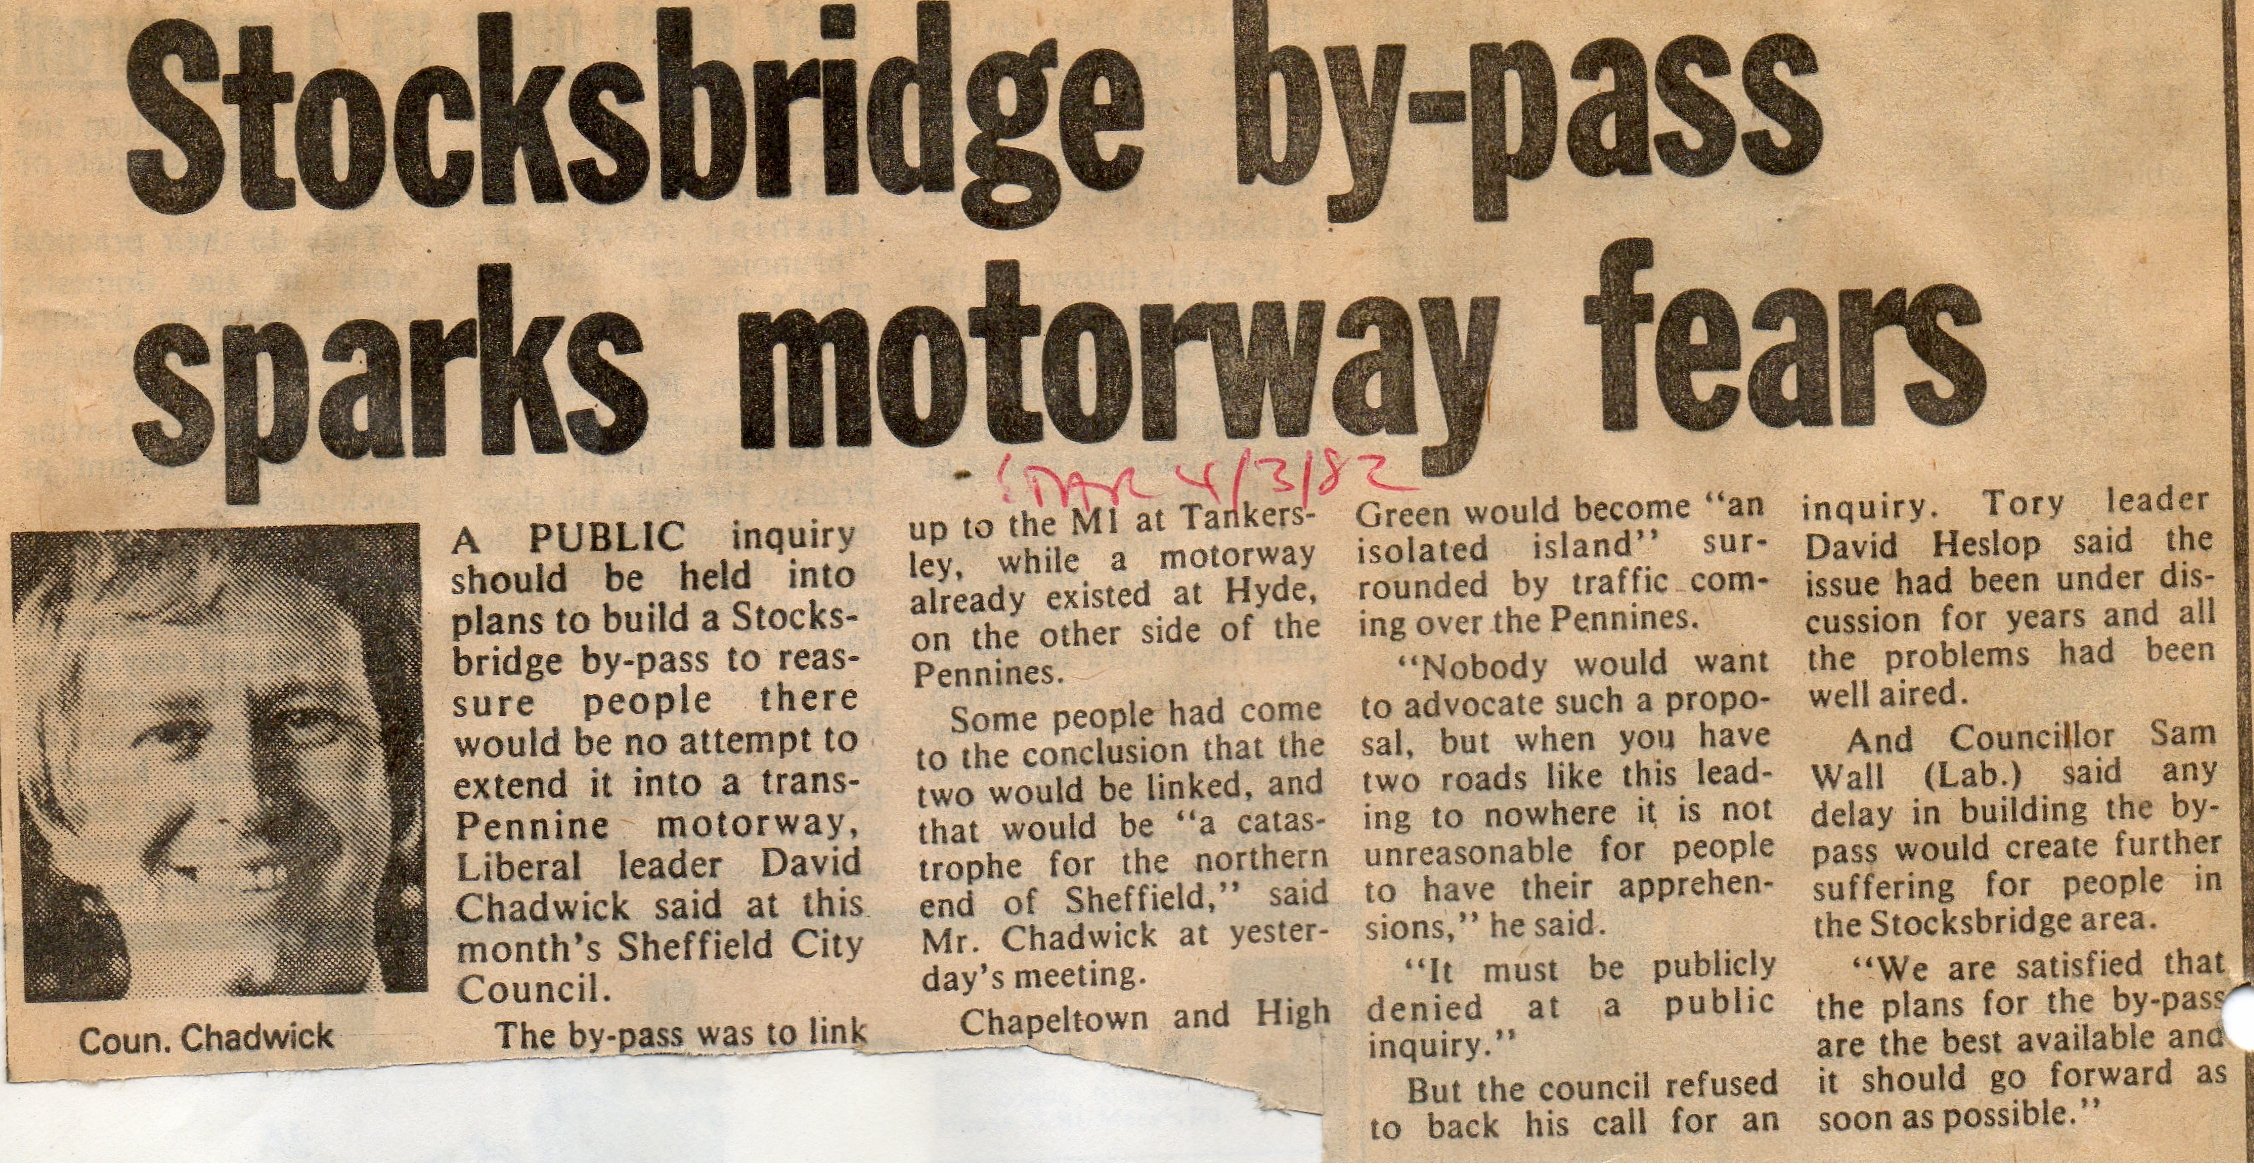 Stocksbridge by-pass
sparks motorway fears
STAR 4/3/82
Coun. Chadwick
A PUBLIC inquiry
should be held into
plans to build a Stocks-
bridge by-pass to reas-
sure people there
would be no attempt to
extend it into a trans-
Pennine motorway,
Liberal leader David
Chadwick said at this
month's Sheffield City
Council.
The by-pass was to link
up to the M1 at Tankers-
ley, while a motorway
already existed at Hyde,
on the other side of the
Pennines.
Some people had come
to the conclusion that the
two would be linked, and
that would be "a catas-
trophe for the northern
end of Sheffield," said
Mr. Chadwick at yester-
day's meeting.
Chapeltown and High
Green would become "an
isolated island" sur-
rounded by traffic com-
ing over the Pennines.
"Nobody would want
to advocate such a propo-
sal, but when you have
two roads like this lead-
ing to nowhere it is not
unreasonable for people
to have their apprehen-
sions," he said.
"It must be publicly
denied at a public
inquiry."
But the council refused
to back his call for an
inquiry. Tory leader
David Heslop said the
issue had been under dis-
cussion for years and all
the problems had been
well aired.
And Councillor Sam
Wall (Lab.) said any
delay in building the by-
pass would create further
suffering for people in
the Stocksbridge area.
"We are satisfied that
the plans for the by-pass
are the best available and
it should go forward as
soon as possible."